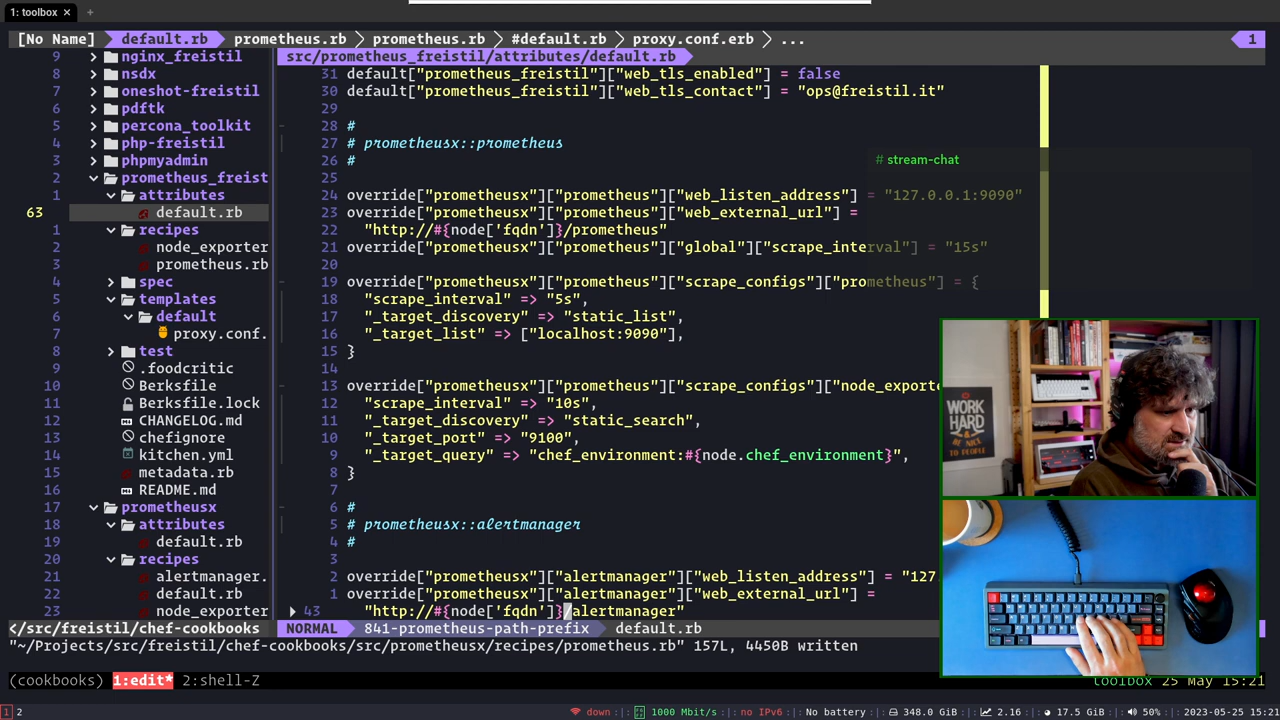 1: toolbox ✕ +
[No Name] default.rb prometheus.rb prometheus.rb #default.rb proxy.conf.erb ... 1
src/prometheus_freistil/attributes/default.rb
9 nginx_freistil
8 nsdx
7 oneshot-freistil
6 pdftk
5 percona_toolkit
4 php-freistil
3 phpmyadmin
2 prometheus_freist
1 attributes
63 default.rb
1 recipes
2 node_exporter
3 prometheus.rb
4 spec
5 templates
6 default
7 proxy.conf.
8 test
9 .foodcritic
10 Berksfile
11 Berksfile.lock
12 CHANGELOG.md
13 chefignore
14 kitchen.yml
15 metadata.rb
16 README.md
17 prometheusx
18 attributes
19 default.rb
20 recipes
21 alertmanager.
22 default.rb
23 node_exporter
</src/freistil/chef-cookbooks
31 default["prometheus_freistil"]["web_tls_enabled"] = false
30 default["prometheus_freistil"]["web_tls_contact"] = "ops@freistil.it"
29
28 #
27 # prometheusx::prometheus
26 #
25
24 override["prometheusx"]["prometheus"]["web_listen_address"] = "127.0.0.1:9090"
23 override["prometheusx"]["prometheus"]["web_external_url"] =
22 "http://#{node['fqdn']}/prometheus"
21 override["prometheusx"]["prometheus"]["global"]["scrape_interval"] = "15s"
20
19 override["prometheusx"]["prometheus"]["scrape_configs"]["prometheus"] = {
18 "scrape_interval" => "5s",
17 "_target_discovery" => "static_list",
16 "_target_list" => ["localhost:9090"],
15 }
14
13 override["prometheusx"]["prometheus"]["scrape_configs"]["node_exporte
12 "scrape_interval" => "10s",
11 "_target_discovery" => "static_search",
10 "_target_port" => "9100",
9 "_target_query" => "chef_environment:#{node.chef_environment}",
8 }
7
6 #
5 # prometheusx::alertmanager
4 #
3
2 override["prometheusx"]["alertmanager"]["web_listen_address"] = "127.
1 override["prometheusx"]["alertmanager"]["web_external_url"] =
43 "http://#{node['fqdn']}/alertmanager"
# stream-chat
WORK
HARD
& BE NICE
TO PEOPLE
NORMAL 841-prometheus-path-prefix default.rb
"~/Projects/src/freistil/chef-cookbooks/src/prometheusx/recipes/prometheus.rb" 157L, 4450B written
(cookbooks) 1:edit* 2:shell-Z toolbox 25 May 15:21
1 2 down :|: 1000 Mbit/s :|: no IPv6 :|: No battery :|: 348.0 GiB :|: 2.16 :|: 17.5 GiB :|: 50% :|: 2023-05-25 15:21